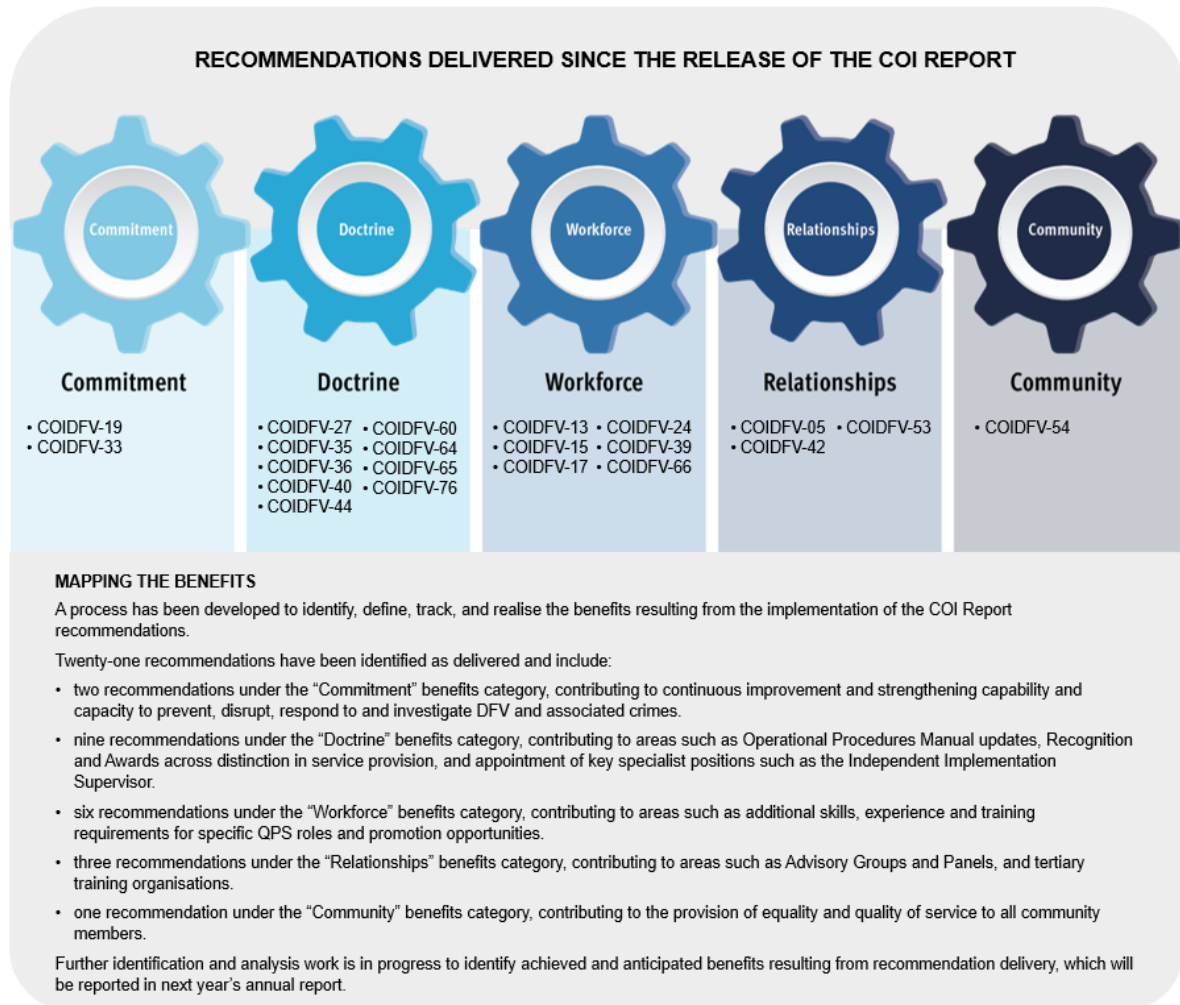 RECOMMENDATIONS DELIVERED SINCE THE RELEASE OF THE COI REPORT
Commitment
Doctrine
Workforce
Relationships
Community
Commitment
• COIDFV-19
• COIDFV-33
Doctrine
• COIDFV-27 • COIDFV-60
• COIDFV-35 • COIDFV-64
• COIDFV-36 • COIDFV-65
• COIDFV-40 • COIDFV-76
• COIDFV-44
Workforce
• COIDFV-13 • COIDFV-24
• COIDFV-15 • COIDFV-39
• COIDFV-17 • COIDFV-66
Relationships
• COIDFV-05 • COIDFV-53
• COIDFV-42
Community
• COIDFV-54
MAPPING THE BENEFITS
A process has been developed to identify, define, track, and realise the benefits resulting from the implementation of the COI Report
recommendations.
Twenty-one recommendations have been identified as delivered and include:
• two recommendations under the “Commitment” benefits category, contributing to continuous improvement and strengthening capability and
capacity to prevent, disrupt, respond to and investigate DFV and associated crimes.
• nine recommendations under the “Doctrine” benefits category, contributing to areas such as Operational Procedures Manual updates, Recognition
and Awards across distinction in service provision, and appointment of key specialist positions such as the Independent Implementation
Supervisor.
• six recommendations under the “Workforce” benefits category, contributing to areas such as additional skills, experience and training
requirements for specific QPS roles and promotion opportunities.
• three recommendations under the “Relationships” benefits category, contributing to areas such as Advisory Groups and Panels, and tertiary
training organisations.
• one recommendation under the “Community” benefits category, contributing to the provision of equality and quality of service to all community
members.
Further identification and analysis work is in progress to identify achieved and anticipated benefits resulting from recommendation delivery, which will
be reported in next year’s annual report.